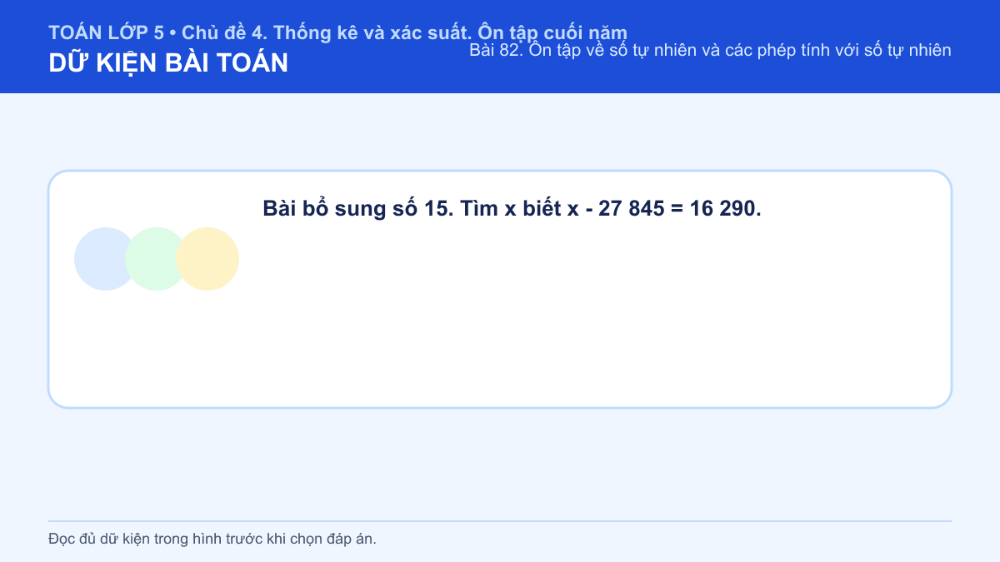 TOÁN LỚP 5 • Chủ đề 4. Thống kê và xác suất. Ôn tập cuối năm
Bài 82. Ôn tập về số tự nhiên và các phép tính với số tự nhiên
DỮ KIỆN BÀI TOÁN
Bài bổ sung số 15. Tìm x biết x - 27 845 = 16 290.
Đọc đủ dữ kiện trong hình trước khi chọn đáp án.